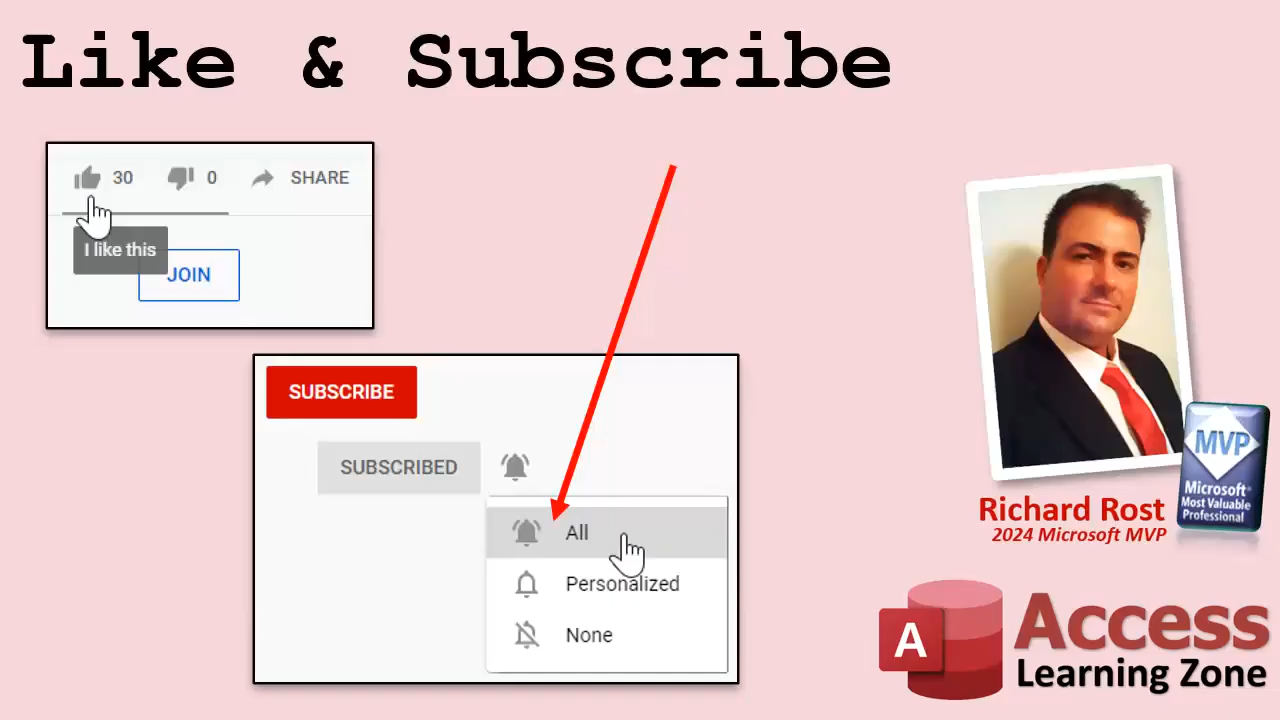 Like & Subscribe
30 0 SHARE
I like this
JOIN
SUBSCRIBE
SUBSCRIBED
All
Personalized
None
MVP
Microsoft®
Most Valuable
Professional
Richard Rost
2024 Microsoft MVP
A
Access
Learning Zone